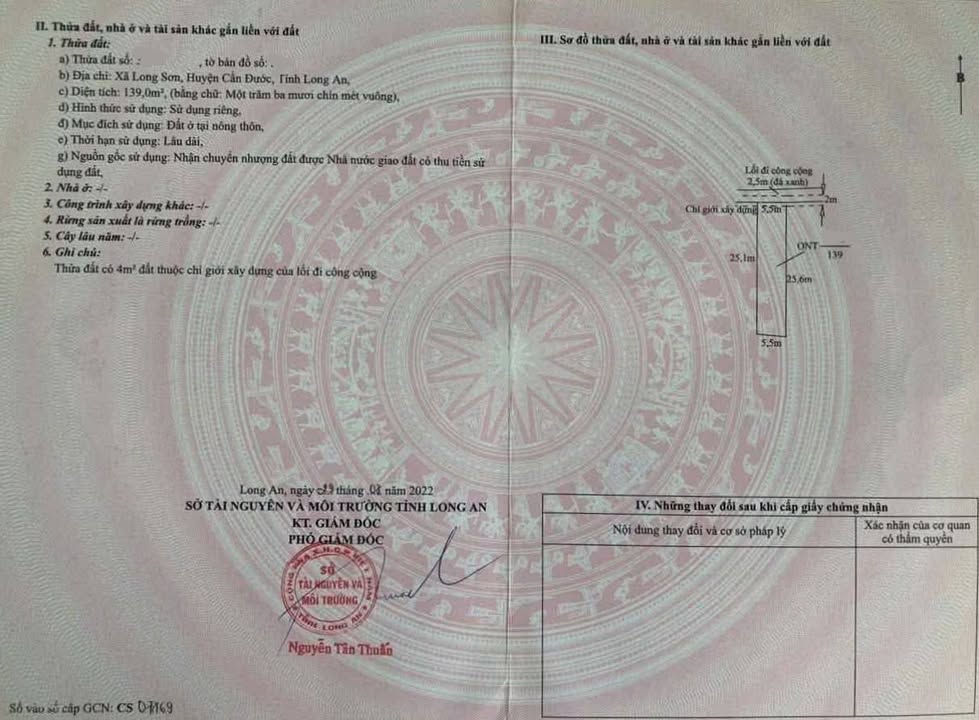 II. Thửa đất, nhà ở và tài sản khác gắn liền với đất
1. Thửa đất:
a) Thửa đất số: , tờ bản đồ số: .
b) Địa chỉ: Xã Long Sơn, Huyện Cần Đước, Tỉnh Long An,
c) Diện tích: 139,0m², (bằng chữ: Một trăm ba mươi chín mét vuông),
d) Hình thức sử dụng: Sử dụng riêng,
đ) Mục đích sử dụng: Đất ở tại nông thôn,
e) Thời hạn sử dụng: Lâu dài,
g) Nguồn gốc sử dụng: Nhận chuyển nhượng đất được Nhà nước giao đất có thu tiền sử
dụng đất,
2. Nhà ở: -/-
3. Công trình xây dựng khác: -/-
4. Rừng sản xuất là rừng trồng: -/-
5. Cây lâu năm: -/-
6. Ghi chú:
Thửa đất có 4m² đất thuộc chỉ giới xây dựng của lối đi công cộng
Long An, ngày tháng 08 năm 2022
SỞ TÀI NGUYÊN VÀ MÔI TRƯỜNG TỈNH LONG AN
KT. GIÁM ĐỐC
PHÓ GIÁM ĐỐC
CỘNG HÒA X.H.C.N VIỆT NAM
SỞ
TÀI NGUYÊN VÀ
MÔI TRƯỜNG
TỈNH LONG AN
Nguyễn Tân Thuấn
Số vào sổ cấp GCN: CS
III. Sơ đồ thửa đất, nhà ở và tài sản khác gắn liền với đất
B
Lối đi công cộng
2,5m (đá xanh)
2m
Chỉ giới xây dựng 5,5m
ONT
139
25,1m
25,6m
5,5m
IV. Những thay đổi sau khi cấp giấy chứng nhận
Nội dung thay đổi và cơ sở pháp lý
Xác nhận của cơ quan
có thẩm quyền